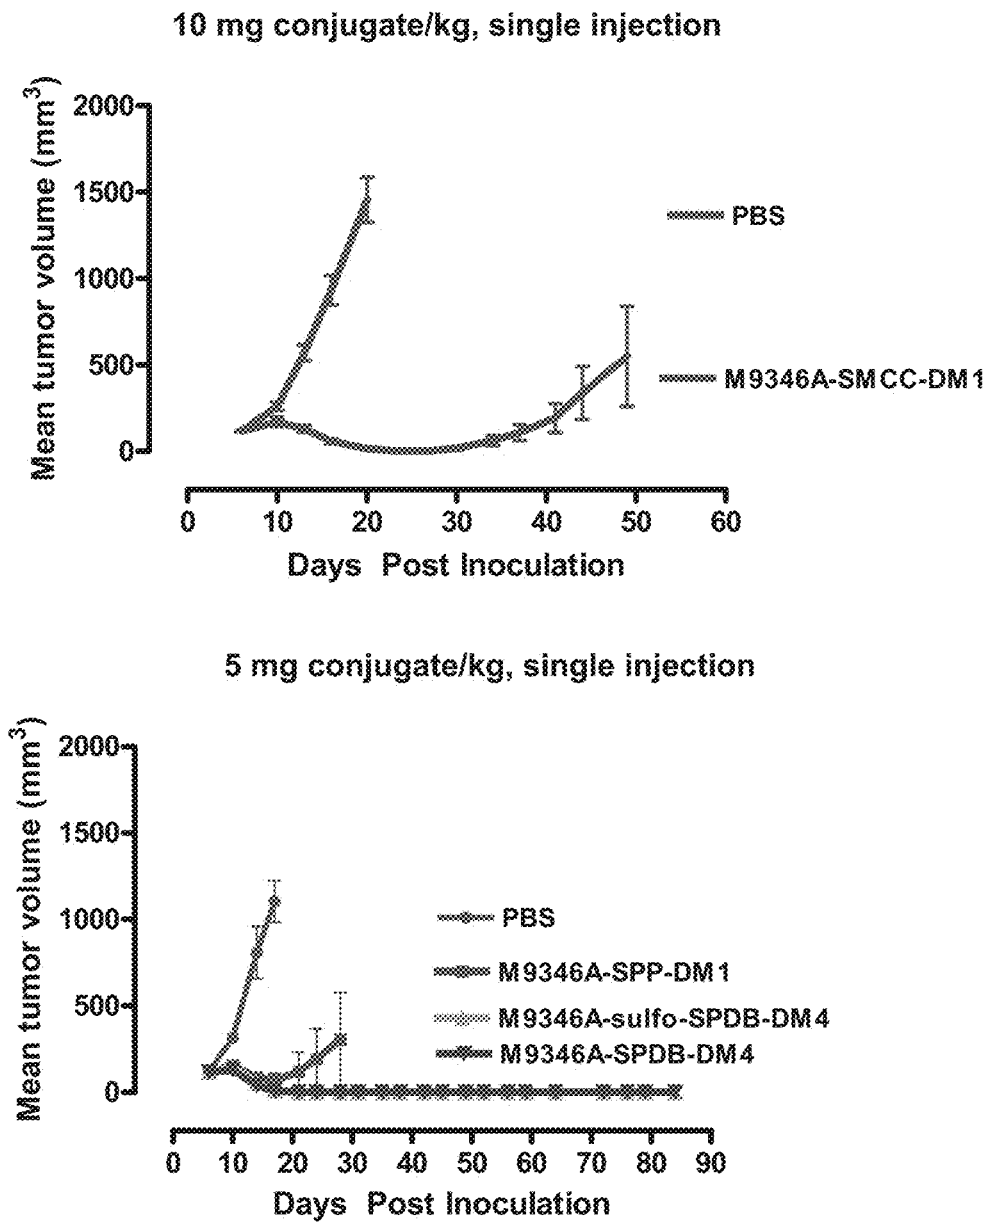 10 mg conjugate/kg, single injection
Mean tumor volume (mm3)
2000
1500
1000
500
0
PBS
M9346A-SMCC-DM1
0 10 20 30 40 50 60
Days Post Inoculation
5 mg conjugate/kg, single injection
Mean tumor volume (mm3)
2000
1500
1000
500
0
PBS
M9346A-SPP-DM1
M9346A-sulfo-SPDB-DM4
M9346A-SPDB-DM4
0 10 20 30 40 50 60 70 80 90
Days Post Inoculation